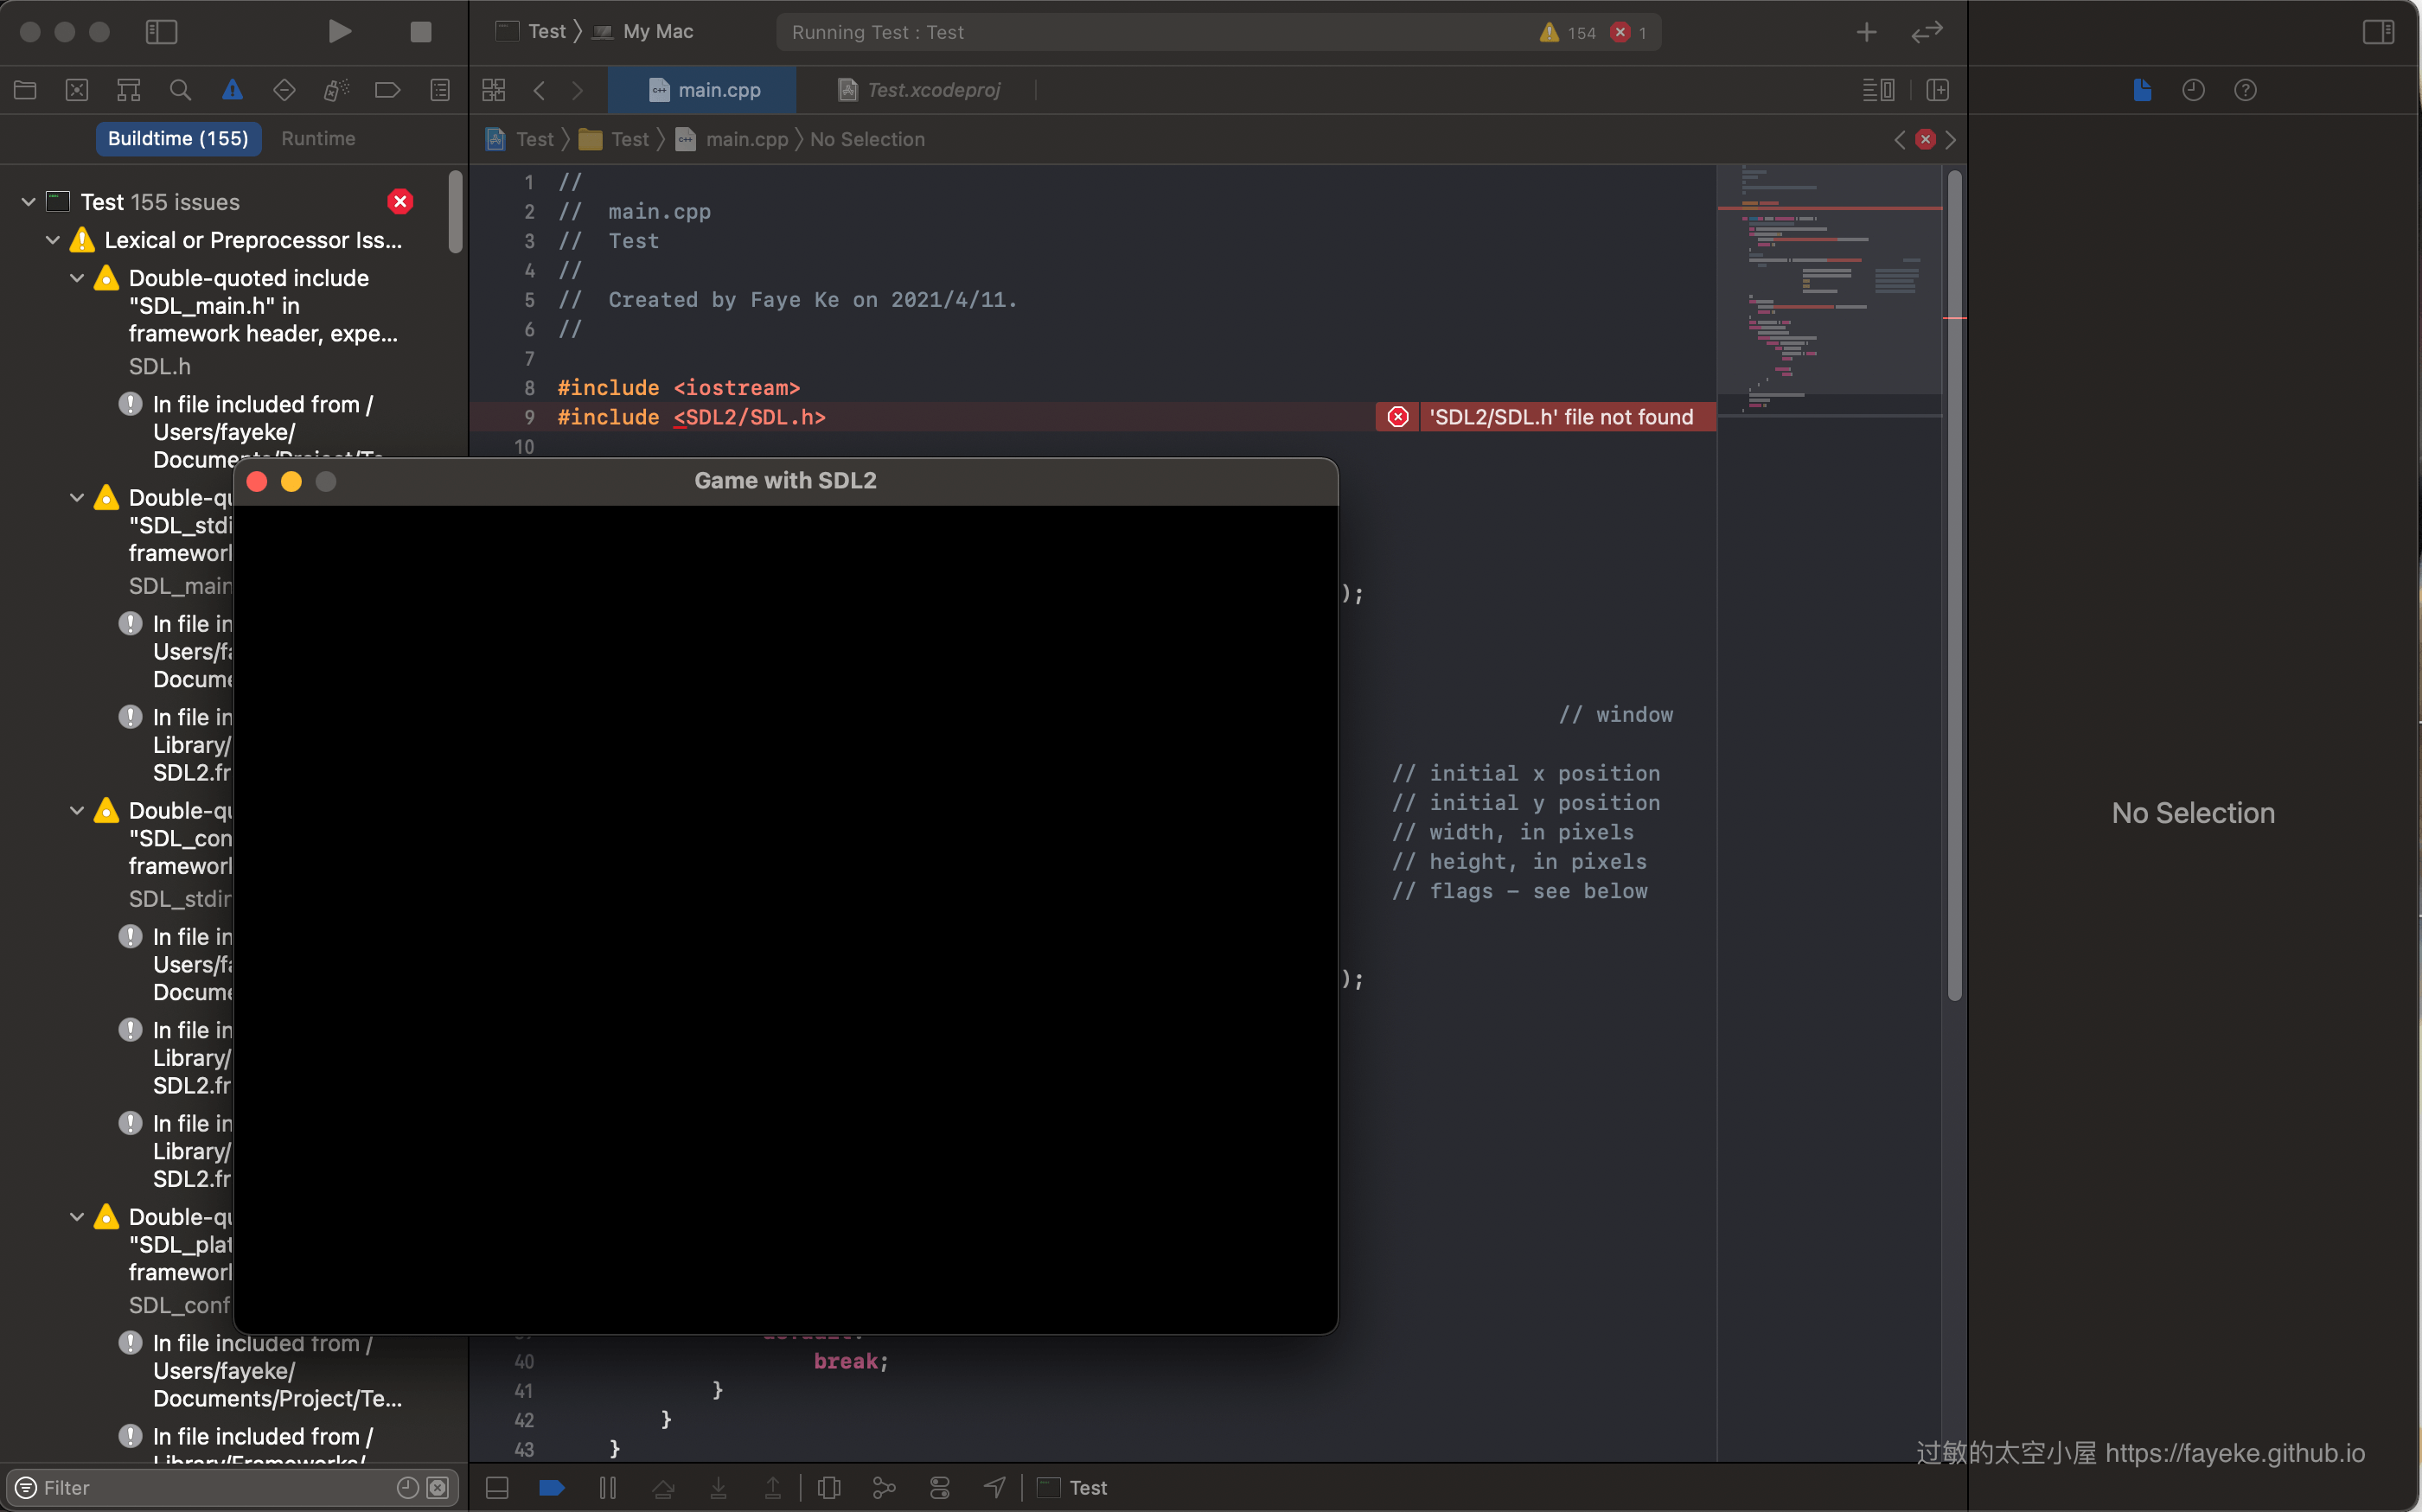 Test
My Mac
Running Test : Test
154
1
main.cpp
Test.xcodeproj
Buildtime (155)
Runtime
Test
Test
main.cpp
No Selection
Test 155 issues
Lexical or Preprocessor Iss...
Double-quoted include
"SDL_main.h" in
framework header, expe...
SDL.h
In file included from /
Users/fayeke/
Documents/Project/Te
Double-qu
"SDL_stdi
framework
SDL_main
In file in
Users/fa
Docume
In file in
Library/
SDL2.fr
Double-qu
"SDL_con
framework
SDL_stdin
In file in
Users/fa
Docume
In file in
Library/
SDL2.fr
In file in
Library/
SDL2.fr
Double-qu
"SDL_plat
framework
SDL_conf
In file included from /
Users/fayeke/
Documents/Project/Te...
In file included from /
Library/Frameworks/
Filter
1 //
2 // main.cpp
3 // Test
4 //
5 // Created by Faye Ke on 2021/4/11.
6 //
7
8 #include <iostream>
9 #include <SDL2/SDL.h>
'SDL2/SDL.h' file not found
10
Game with SDL2
);
// window
// initial x position
// initial y position
// width, in pixels
// height, in pixels
// flags – see below
);
40 break;
41 }
42 }
43 }
Test
No Selection
过敏的太空小屋 https://fayeke.github.io